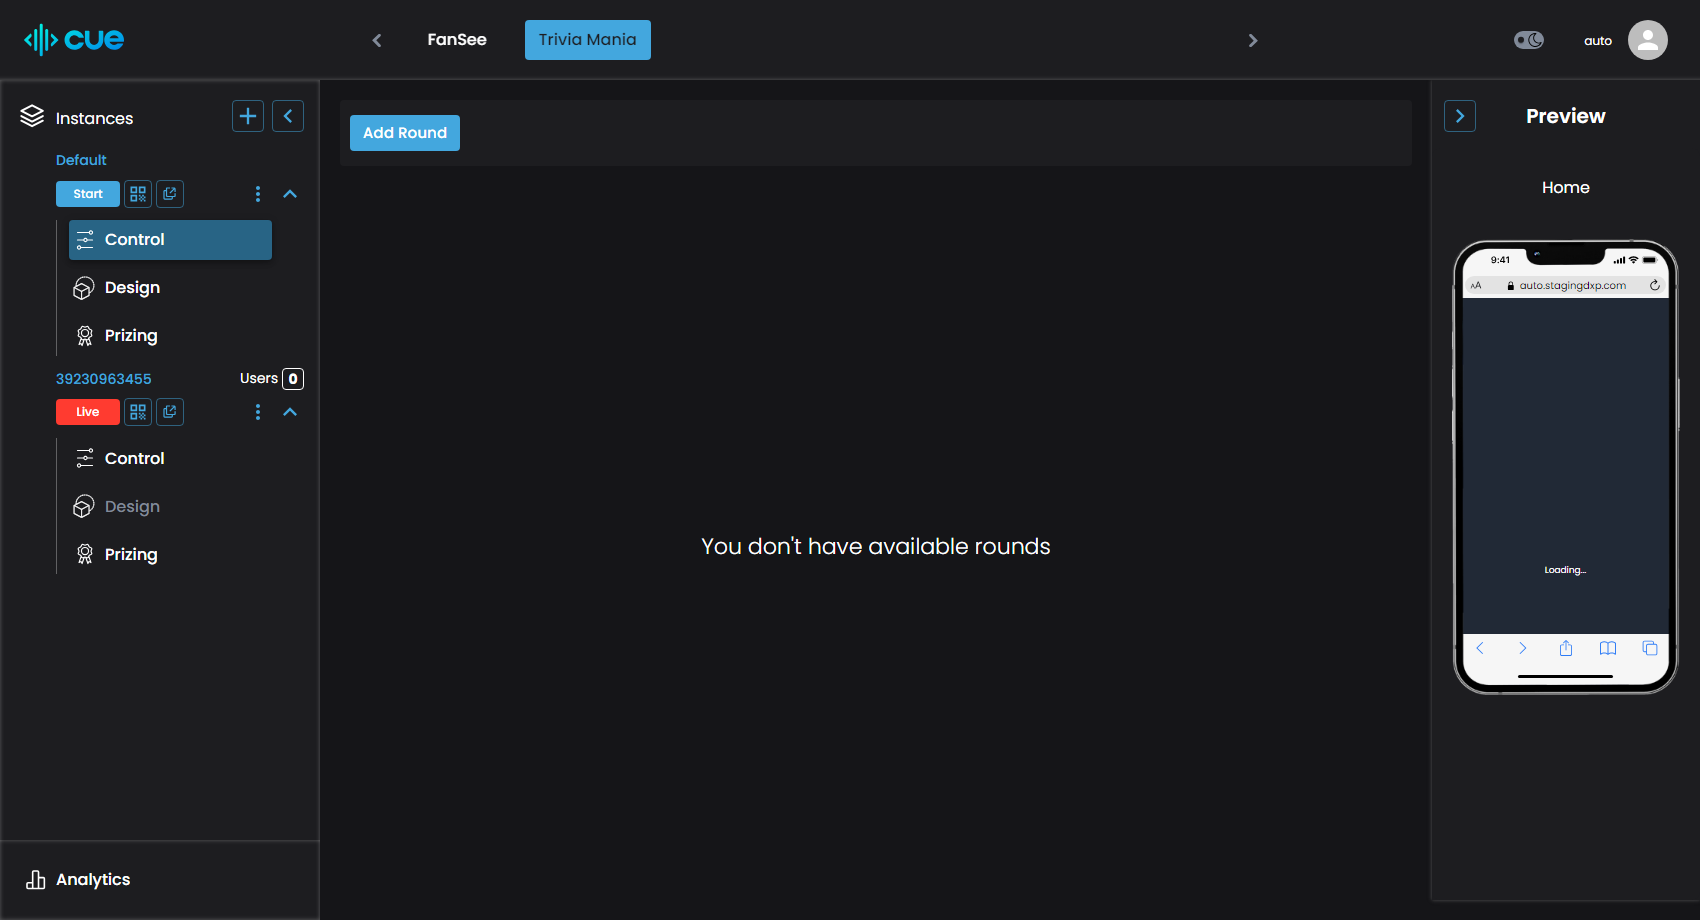 cue
FanSee
Trivia Mania
auto
Instances
Default
Start
Control
Design
Prizing
39230963455
Users 0
Live
Control
Design
Prizing
Analytics
Add Round
You don't have available rounds
Preview
Home
9:41
AA
auto.stagingdxp.com
Loading...